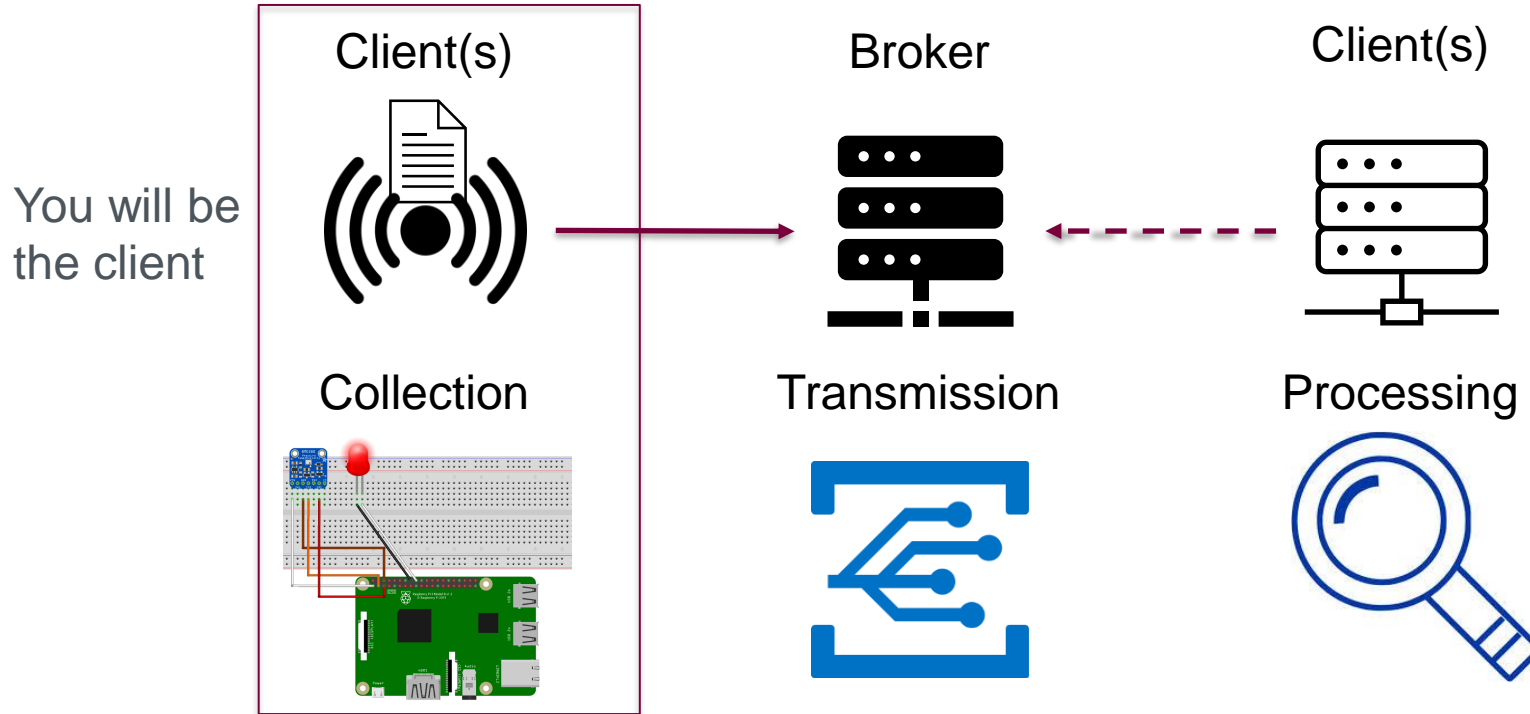 Client(s)
Broker
Client(s)
You will be
the client
Collection
Transmission
Processing